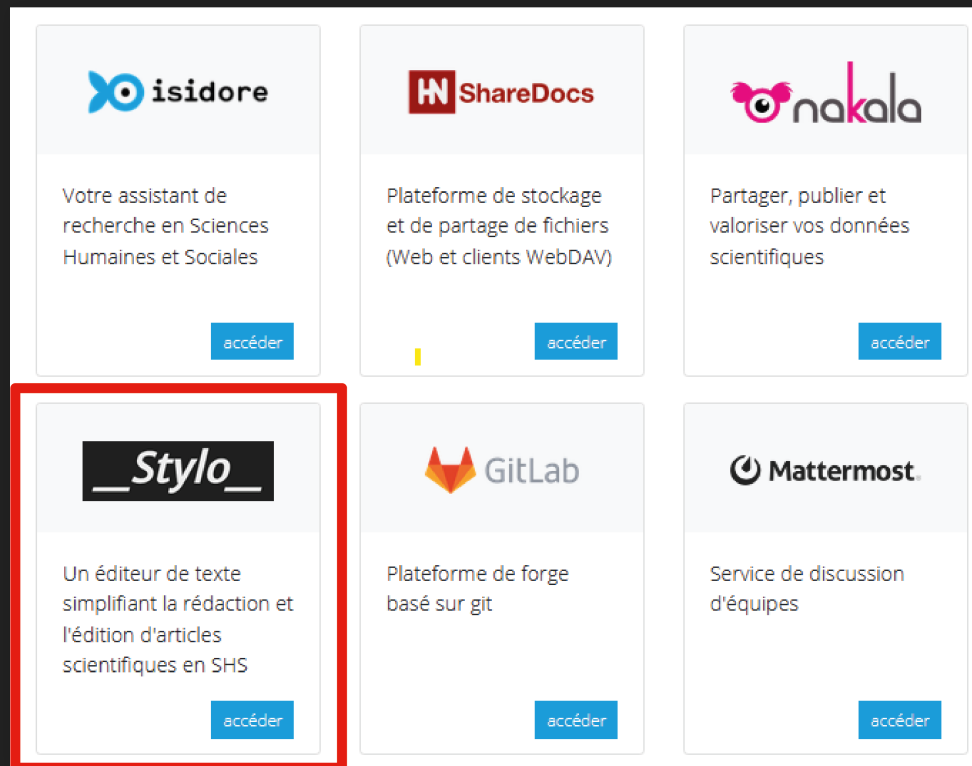 isidore
Votre assistant de
recherche en Sciences
Humaines et Sociales
accéder
HN ShareDocs
Plateforme de stockage
et de partage de fichiers
(Web et clients WebDAV)
accéder
nakala
Partager, publier et
valoriser vos données
scientifiques
accéder
__Stylo__
Un éditeur de texte
simplifiant la rédaction et
l'édition d'articles
scientifiques en SHS
accéder
GitLab
Plateforme de forge
basé sur git
accéder
Mattermost
Service de discussion
d'équipes
accéder